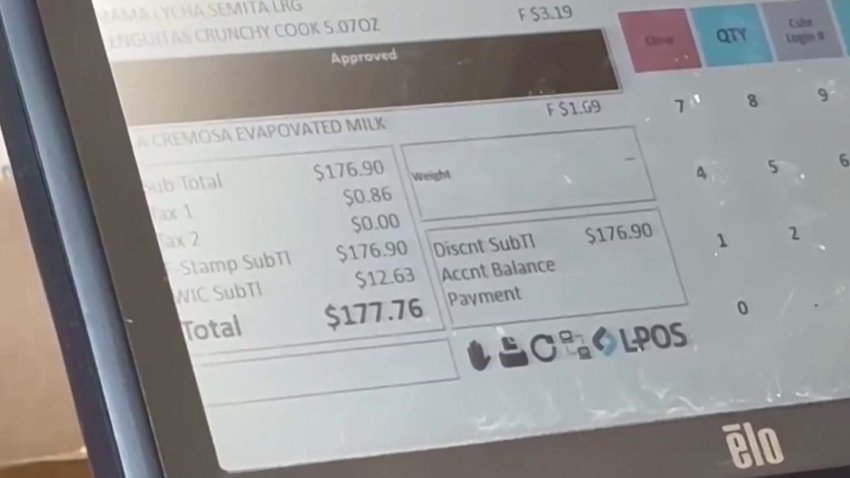 MAMA LYCHA SEMITA LRG
F $3.19
ENGUITAS CRUNCHY COOK 5.07OZ
Approved
A CREMOSA EVAPOVATED MILK
F $1.69
Sub Total $176.90
Tax 1 $0.86
Tax 2 $0.00
F-Stamp SubTl $176.90
WIC SubTl $12.63
Total $177.76
Weight
Discnt SubTl $176.90
Accnt Balance
Payment
L-POS
QTY
Login #
7 8 9
4 5 6
1 2
0 .
elo